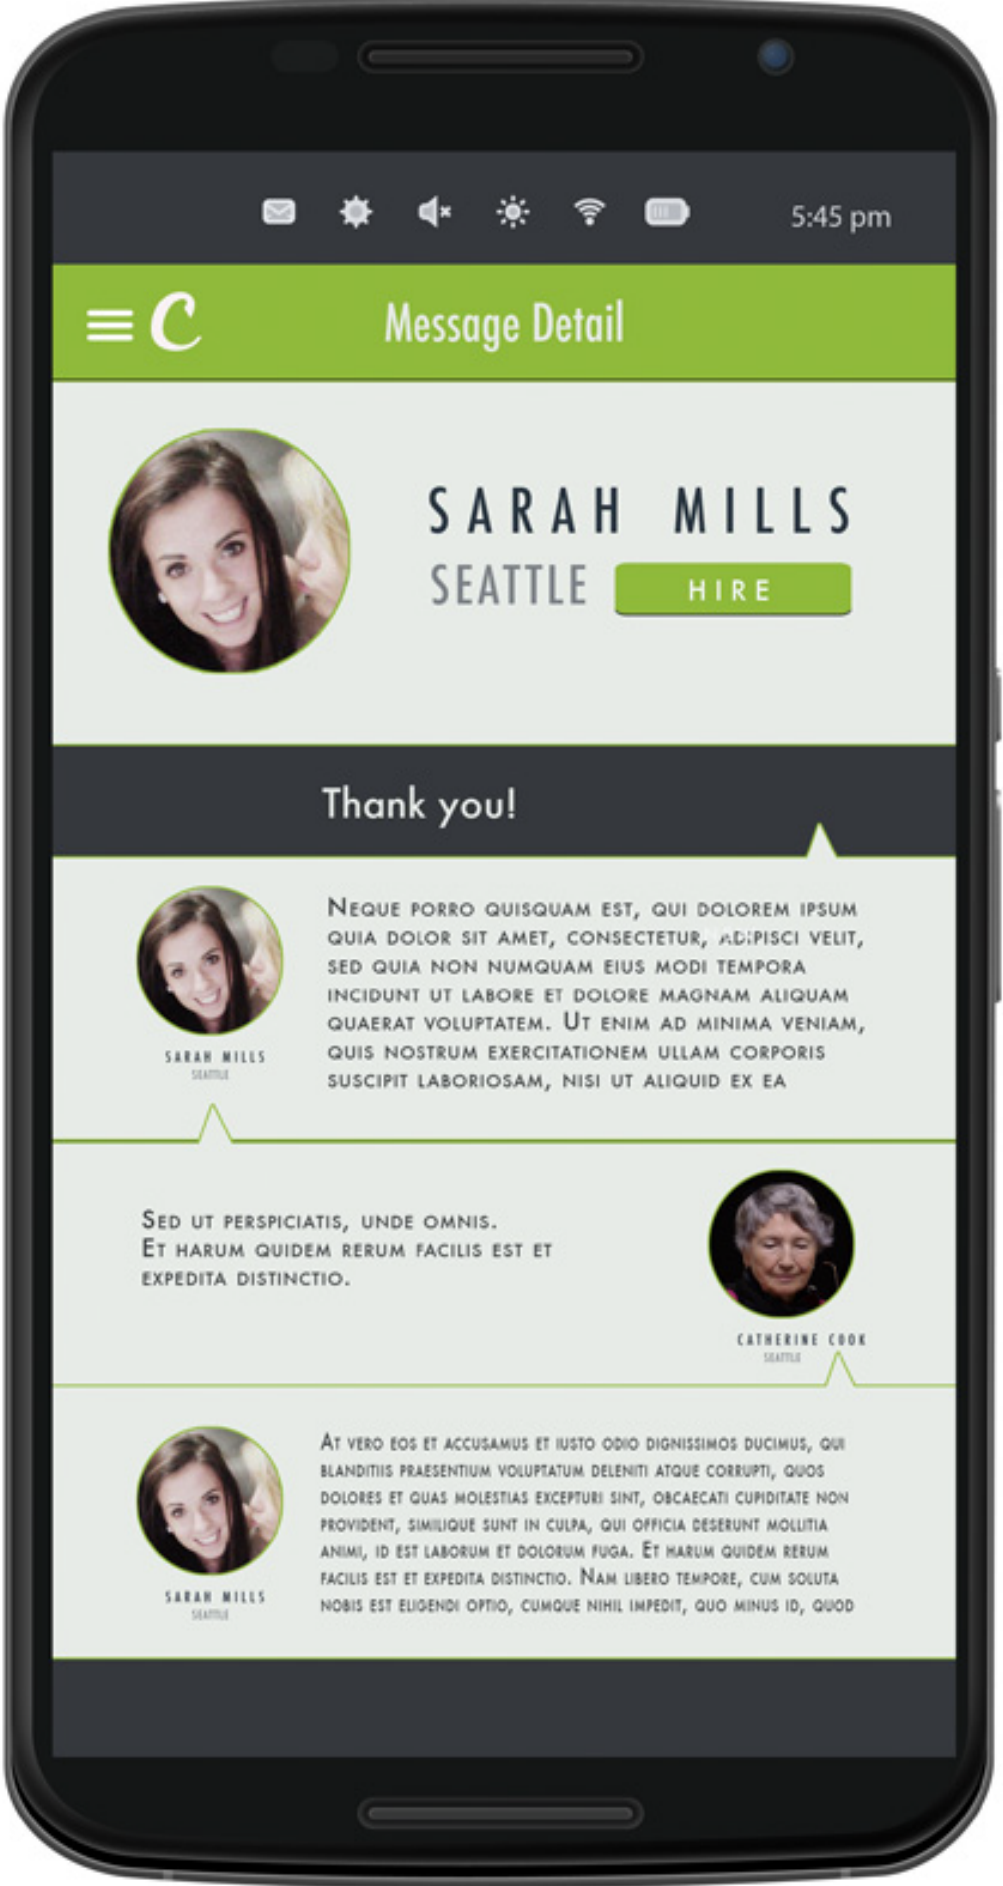 5:45 pm
C Message Detail
SARAH MILLS
SEATTLE HIRE
Thank you!
NEQUE PORRO QUISQUAM EST, QUI DOLOREM IPSUM
QUIA DOLOR SIT AMET, CONSECTETUR, ADIPISCI VELIT,
SED QUIA NON NUMQUAM EIUS MODI TEMPORA
INCIDUNT UT LABORE ET DOLORE MAGNAM ALIQUAM
QUAERAT VOLUPTATEM. UT ENIM AD MINIMA VENIAM,
QUIS NOSTRUM EXERCITATIONEM ULLAM CORPORIS
SUSCIPIT LABORIOSAM, NISI UT ALIQUID EX EA
SARAH MILLS
SEATTLE
SED UT PERSPICIATIS, UNDE OMNIS.
ET HARUM QUIDEM RERUM FACILIS EST ET
EXPEDITA DISTINCTIO.
CATHERINE COOK
SEATTLE
AT VERO EOS ET ACCUSAMUS ET IUSTO ODIO DIGNISSIMOS DUCIMUS, QUI
BLANDITIIS PRAESENTIUM VOLUPTATUM DELENITI ATQUE CORRUPTI, QUOS
DOLORES ET QUAS MOLESTIAS EXCEPTURI SINT, OBCAECATI CUPIDITATE NON
PROVIDENT, SIMILIQUE SUNT IN CULPA, QUI OFFICIA DESERUNT MOLLITIA
ANIMI, ID EST LABORUM ET DOLORUM FUGA. ET HARUM QUIDEM RERUM
FACILIS EST ET EXPEDITA DISTINCTIO. NAM LIBERO TEMPORE, CUM SOLUTA
NOBIS EST ELIGENDI OPTIO, CUMQUE NIHIL IMPEDIT, QUO MINUS ID, QUOD
SARAH MILLS
SEATTLE